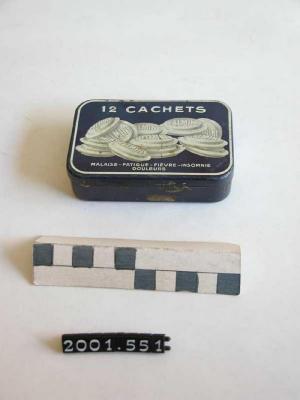 12 CACHETS
MALAISE - FATIGUE - FIÈVRE - INSOMNIE
DOULEURS
2001.551